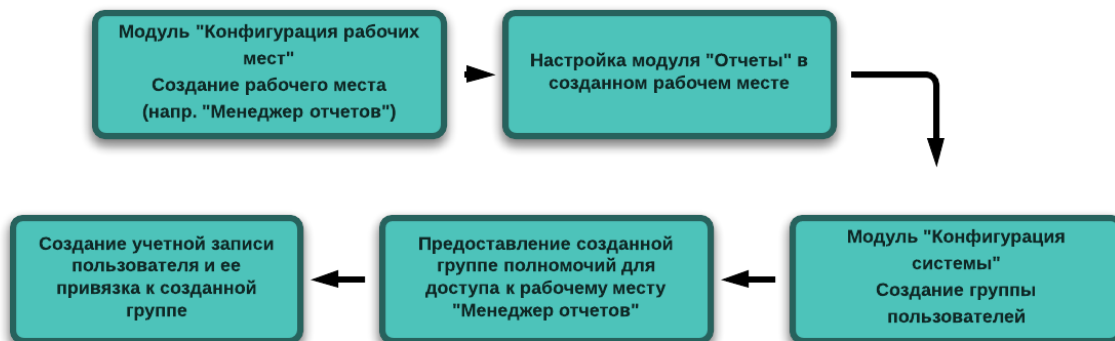 Модуль "Конфигурация рабочих
мест"
Создание рабочего места
(напр. "Менеджер отчетов")
Настройка модуля "Отчеты" в
созданном рабочем месте
Модуль "Конфигурация
системы"
Создание группы
пользователей
Предоставление созданной
группе полномочий для
доступа к рабочему месту
"Менеджер отчетов"
Создание учетной записи
пользователя и ее
привязка к созданной
группе